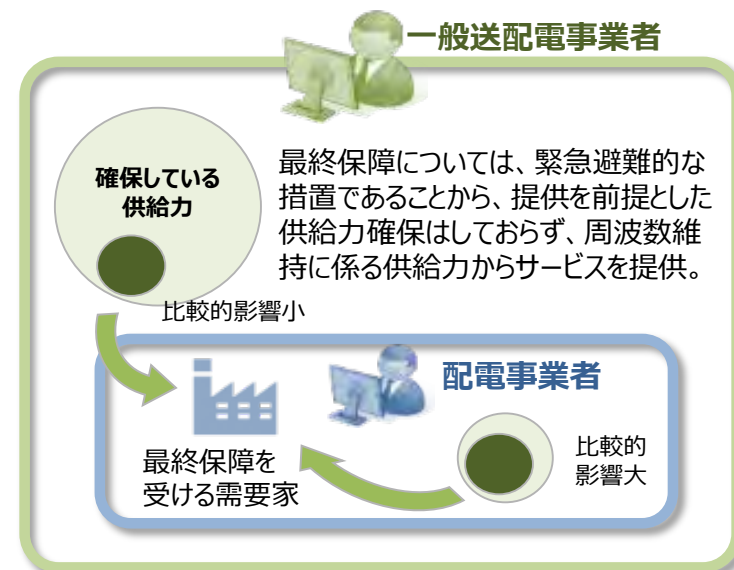 一般送配電事業者
確保している
供給力
最終保障については、緊急避難的な
措置であることから、提供を前提とした
供給力確保はしておらず、周波数維
持に係る供給力からサービスを提供。
比較的影響小
配電事業者
最終保障を
受ける需要家
比較的
影響大